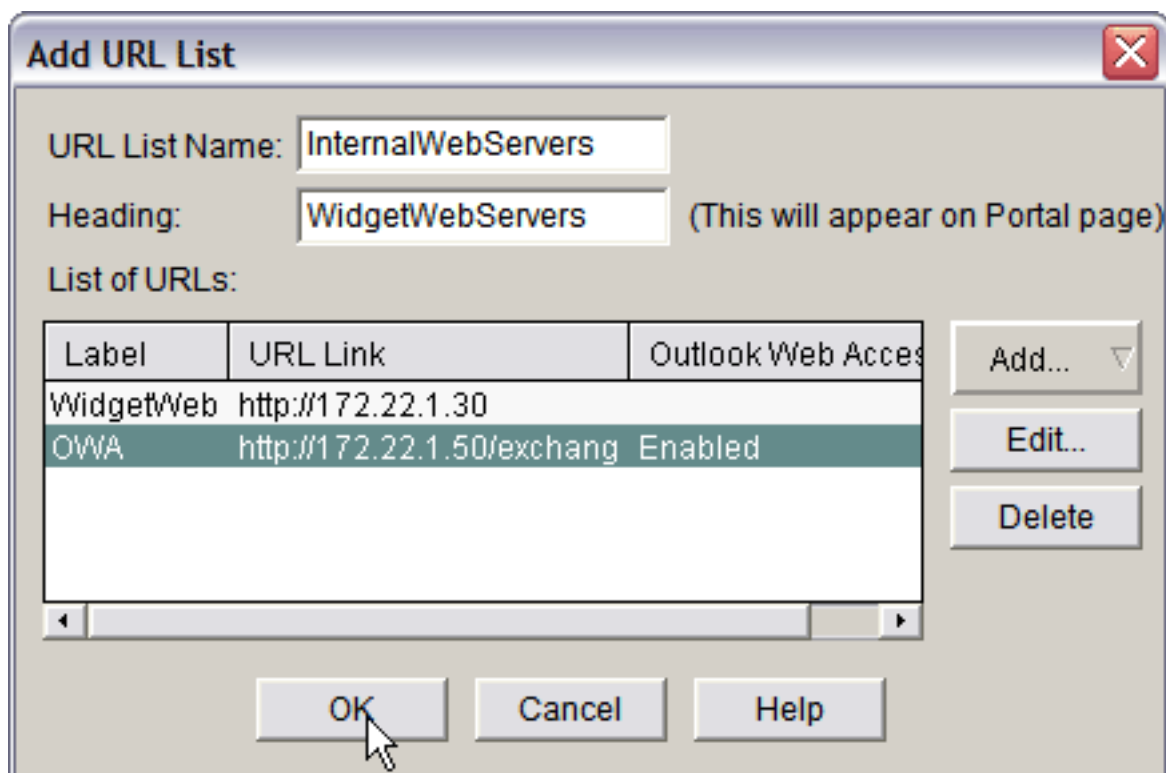 Add URL List
URL List Name: InternalWebServers
Heading: WidgetWebServers (This will appear on Portal page)
List of URLs:
Label URL Link Outlook Web Acces
WidgetWeb http://172.22.1.30
OWA http://172.22.1.50/exchang Enabled
Add...
Edit...
Delete
OK Cancel Help